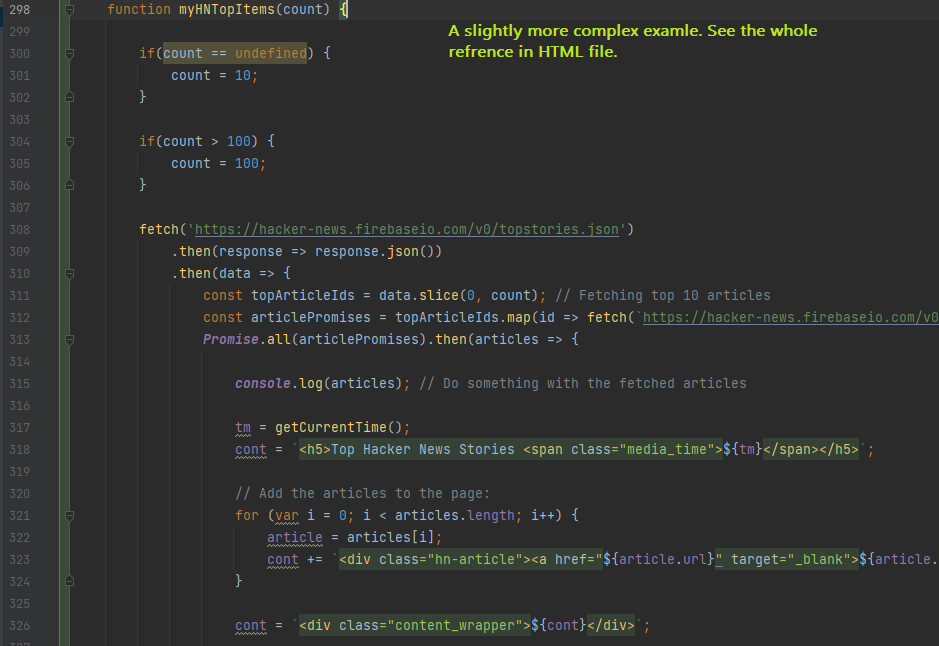 298 function myHNTopItems(count) {
A slightly more complex examle. See the whole
refrence in HTML file.
299
300 if(count == undefined) {
301 count = 10;
302 }
303
304 if(count > 100) {
305 count = 100;
306 }
307
308 fetch('https://hacker-news.firebaseio.com/v0/topstories.json')
309 .then(response => response.json())
310 .then(data => {
311 const topArticleIds = data.slice(0, count); // Fetching top 10 articles
312 const articlePromises = topArticleIds.map(id => fetch(`https://hacker-news.firebaseio.com/v0
313 Promise.all(articlePromises).then(articles => {
314
315 console.log(articles); // Do something with the fetched articles
316
317 tm = getCurrentTime();
318 cont = `<h5>Top Hacker News Stories <span class="media_time">${tm}</span></h5>`;
319
320 // Add the articles to the page:
321 for (var i = 0; i < articles.length; i++) {
322 article = articles[i];
323 cont += `<div class="hn-article"><a href="${article.url}" target="_blank">${article.
324 }
325
326 cont = `<div class="content_wrapper">${cont}</div>`;